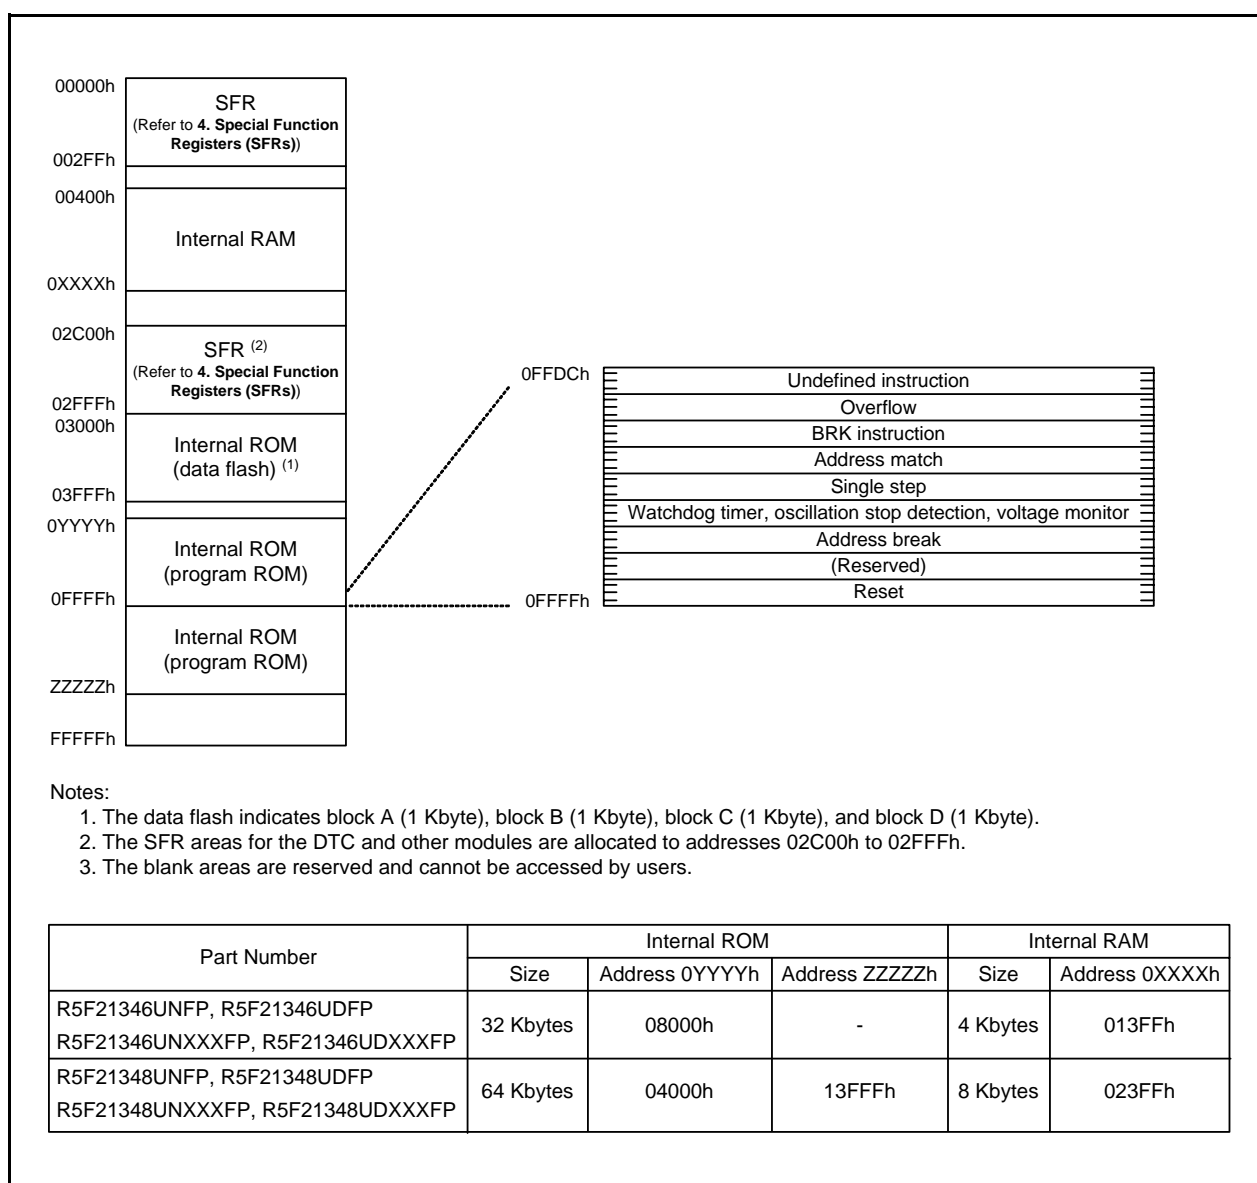 00000h
SFR
(Refer to 4. Special Function
Registers (SFRs))
002FFh
00400h
Internal RAM
0XXXXh
02C00h
SFR (2)
(Refer to 4. Special Function
Registers (SFRs))
02FFFh
03000h
Internal ROM
(data flash) (1)
03FFFh
0YYYYh
Internal ROM
(program ROM)
0FFFFh
Internal ROM
(program ROM)
ZZZZZh
FFFFFh
0FFDCh
Undefined instruction
Overflow
BRK instruction
Address match
Single step
Watchdog timer, oscillation stop detection, voltage monitor
Address break
(Reserved)
0FFFFh
Reset
Notes:
1. The data flash indicates block A (1 Kbyte), block B (1 Kbyte), block C (1 Kbyte), and block D (1 Kbyte).
2. The SFR areas for the DTC and other modules are allocated to addresses 02C00h to 02FFFh.
3. The blank areas are reserved and cannot be accessed by users.
Part Number
Internal ROM
Internal RAM
Size
Address 0YYYYh
Address ZZZZZh
Size
Address 0XXXXh
R5F21346UNFP, R5F21346UDFP
R5F21346UNXXXFP, R5F21346UDXXXFP
32 Kbytes
08000h
-
4 Kbytes
013FFh
R5F21348UNFP, R5F21348UDFP
R5F21348UNXXXFP, R5F21348UDXXXFP
64 Kbytes
04000h
13FFFh
8 Kbytes
023FFh